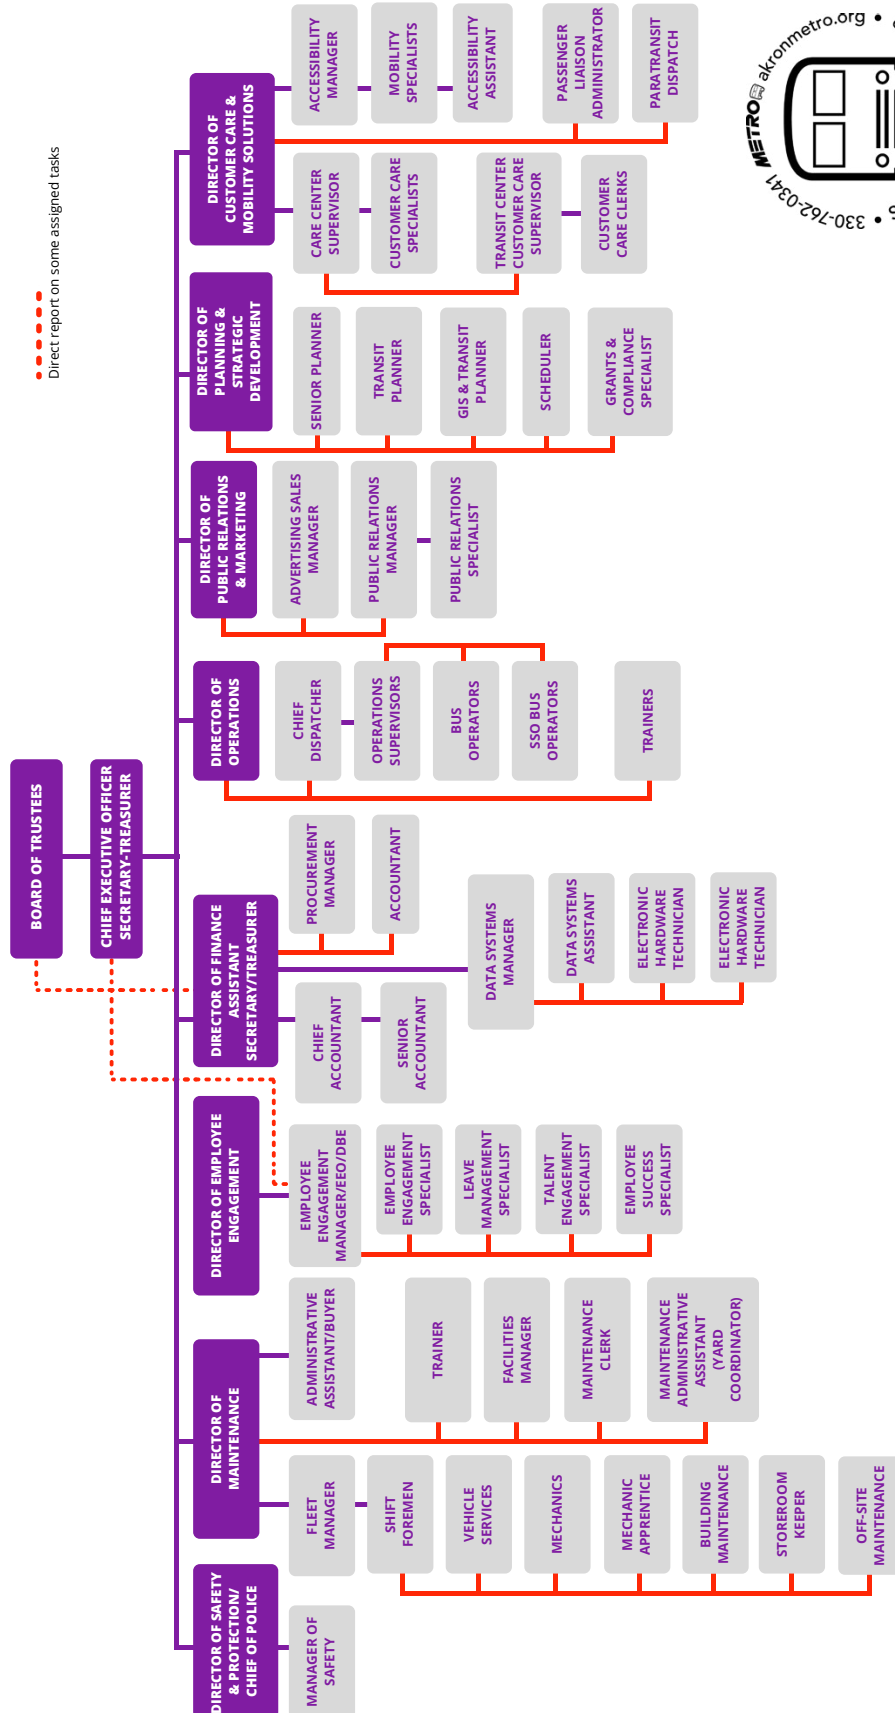 BOARD OF TRUSTEES
CHIEF EXECUTIVE OFFICER
SECRETARY-TREASURER
Direct report on some assigned tasks
DIRECTOR OF SAFETY
& PROTECTION/
CHIEF OF POLICE
MANAGER OF
SAFETY
DIRECTOR OF
MAINTENANCE
FLEET
MANAGER
SHIFT
FOREMEN
VEHICLE
SERVICES
MECHANICS
MECHANIC
APPRENTICE
BUILDING
MAINTENANCE
STOREROOM
KEEPER
OFF-SITE
MAINTENANCE
ADMINISTRATIVE
ASSISTANT/BUYER
TRAINER
FACILITIES
MANAGER
MAINTENANCE
CLERK
MAINTENANCE
ADMINISTRATIVE
ASSISTANT
(YARD
COORDINATOR)
DIRECTOR OF EMPLOYEE
ENGAGEMENT
EMPLOYEE
ENGAGEMENT
MANAGER/EEO/DBE
EMPLOYEE
ENGAGEMENT
SPECIALIST
LEAVE
MANAGEMENT
SPECIALIST
TALENT
ENGAGEMENT
SPECIALIST
EMPLOYEE
SUCCESS
SPECIALIST
DIRECTOR OF FINANCE
ASSISTANT
SECRETARY/TREASURER
CHIEF
ACCOUNTANT
SENIOR
ACCOUNTANT
PROCUREMENT
MANAGER
ACCOUNTANT
DATA SYSTEMS
MANAGER
DATA SYSTEMS
ASSISTANT
ELECTRONIC
HARDWARE
TECHNICIAN
ELECTRONIC
HARDWARE
TECHNICIAN
DIRECTOR OF
OPERATIONS
CHIEF
DISPATCHER
OPERATIONS
SUPERVISORS
BUS
OPERATORS
SSO BUS
OPERATORS
TRAINERS
DIRECTOR OF
PUBLIC RELATIONS
& MARKETING
ADVERTISING SALES
MANAGER
PUBLIC RELATIONS
MANAGER
PUBLIC RELATIONS
SPECIALIST
DIRECTOR OF
PLANNING &
STRATEGIC
DEVELOPMENT
SENIOR PLANNER
TRANSIT
PLANNER
GIS & TRANSIT
PLANNER
SCHEDULER
GRANTS &
COMPLIANCE
SPECIALIST
DIRECTOR OF
CUSTOMER CARE &
MOBILITY SOLUTIONS
CARE CENTER
SUPERVISOR
CUSTOMER CARE
SPECIALISTS
TRANSIT CENTER
CUSTOMER CARE
SUPERVISOR
CUSTOMER
CARE CLERKS
ACCESSIBILITY
MANAGER
MOBILITY
SPECIALISTS
ACCESSIBILITY
ASSISTANT
PASSENGER
LIAISON
ADMINISTRATOR
PARATRANSIT
DISPATCH
330-762-0341 • METRO akronmetro.org •